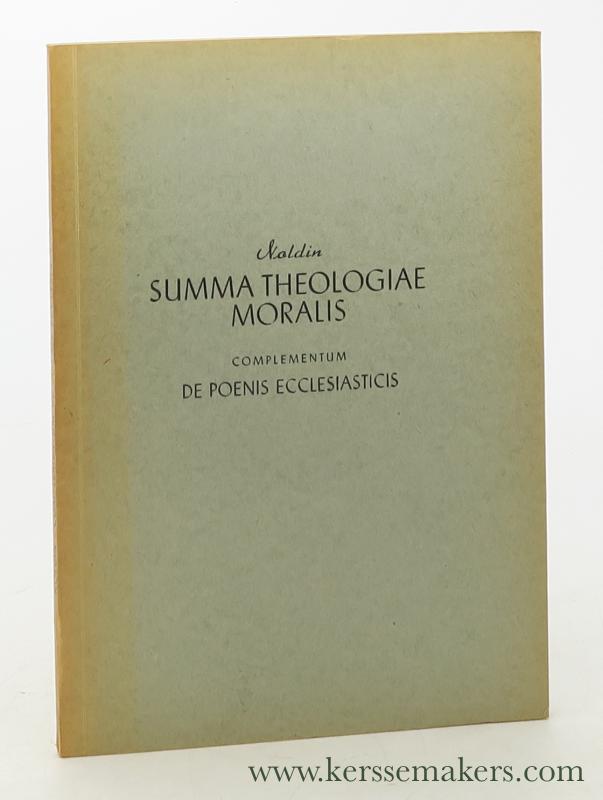 Noldin
SUMMA THEOLOGIAE
MORALIS
COMPLEMENTUM
DE POENIS ECCLESIASTICIS
www.kerssemakers.com